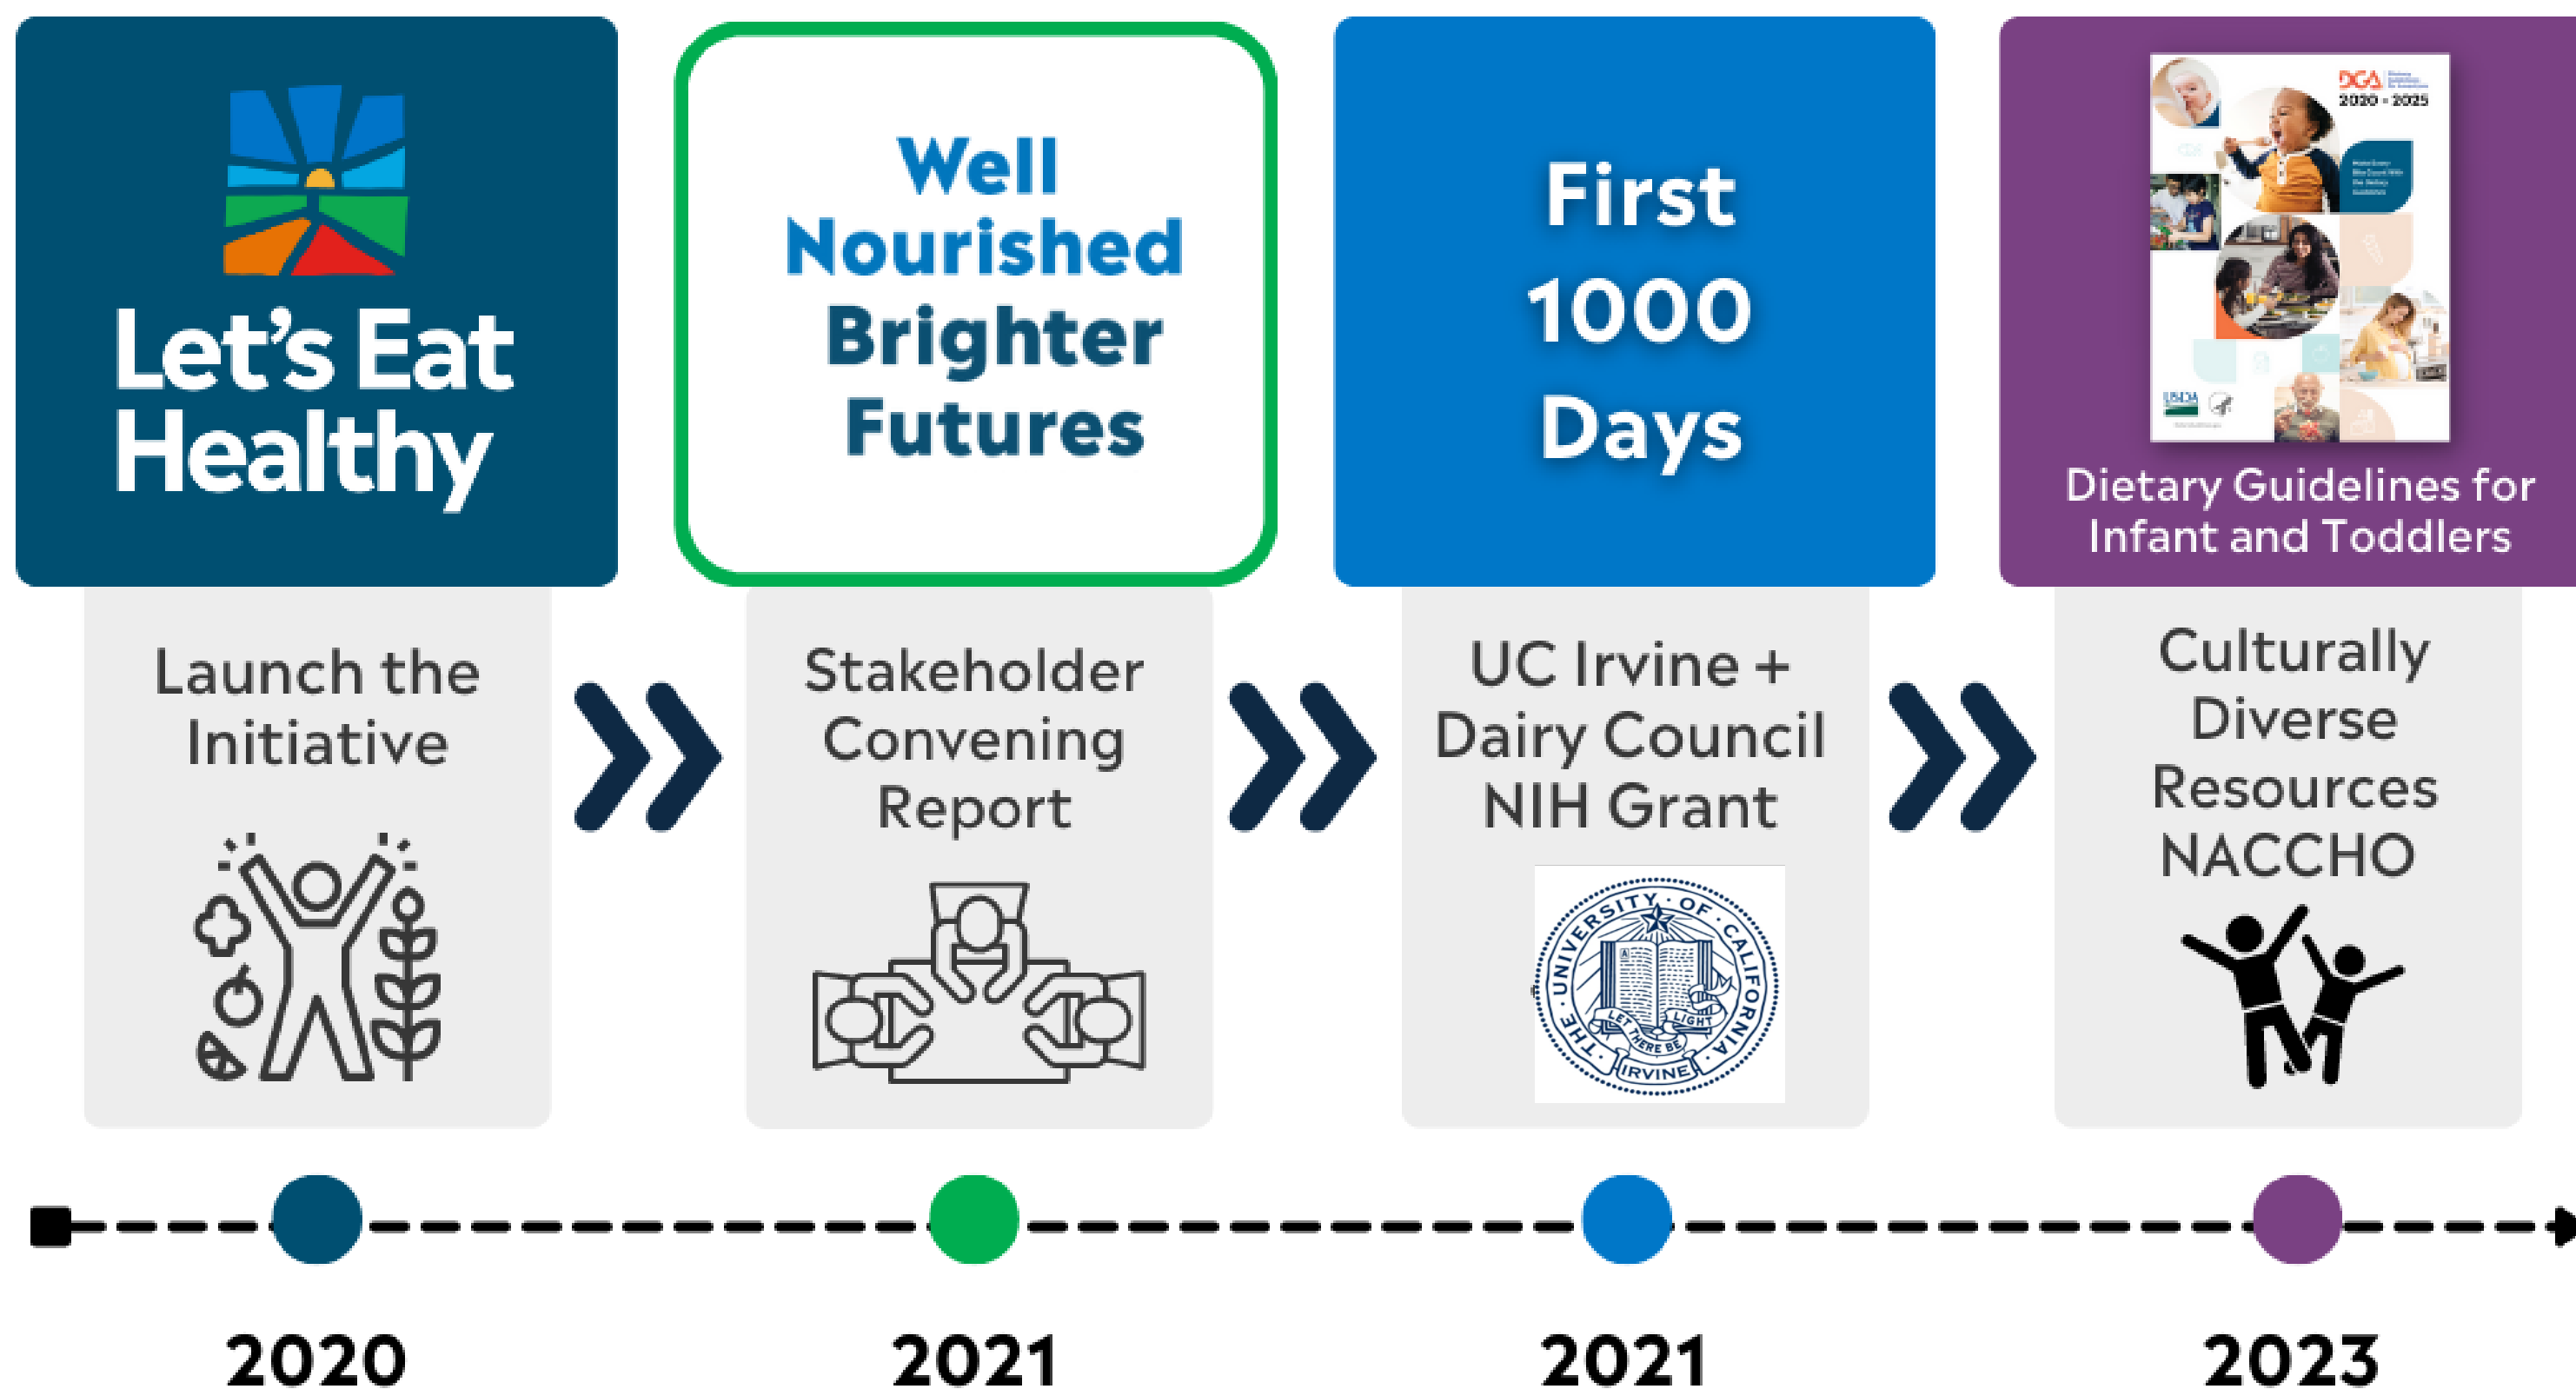 Let's Eat
Healthy
Well
Nourished
Brighter
Futures
First
1000
Days
DGA
2020 - 2025
USDA
Dietary Guidelines for
Infant and Toddlers
Launch the
Initiative
Stakeholder
Convening
Report
UC Irvine +
Dairy Council
NIH Grant
THE · UNIVERSITY · OF · CALIFORNIA
LET THERE BE LIGHT
IRVINE
Culturally
Diverse
Resources
NACCHO
2020
2021
2021
2023